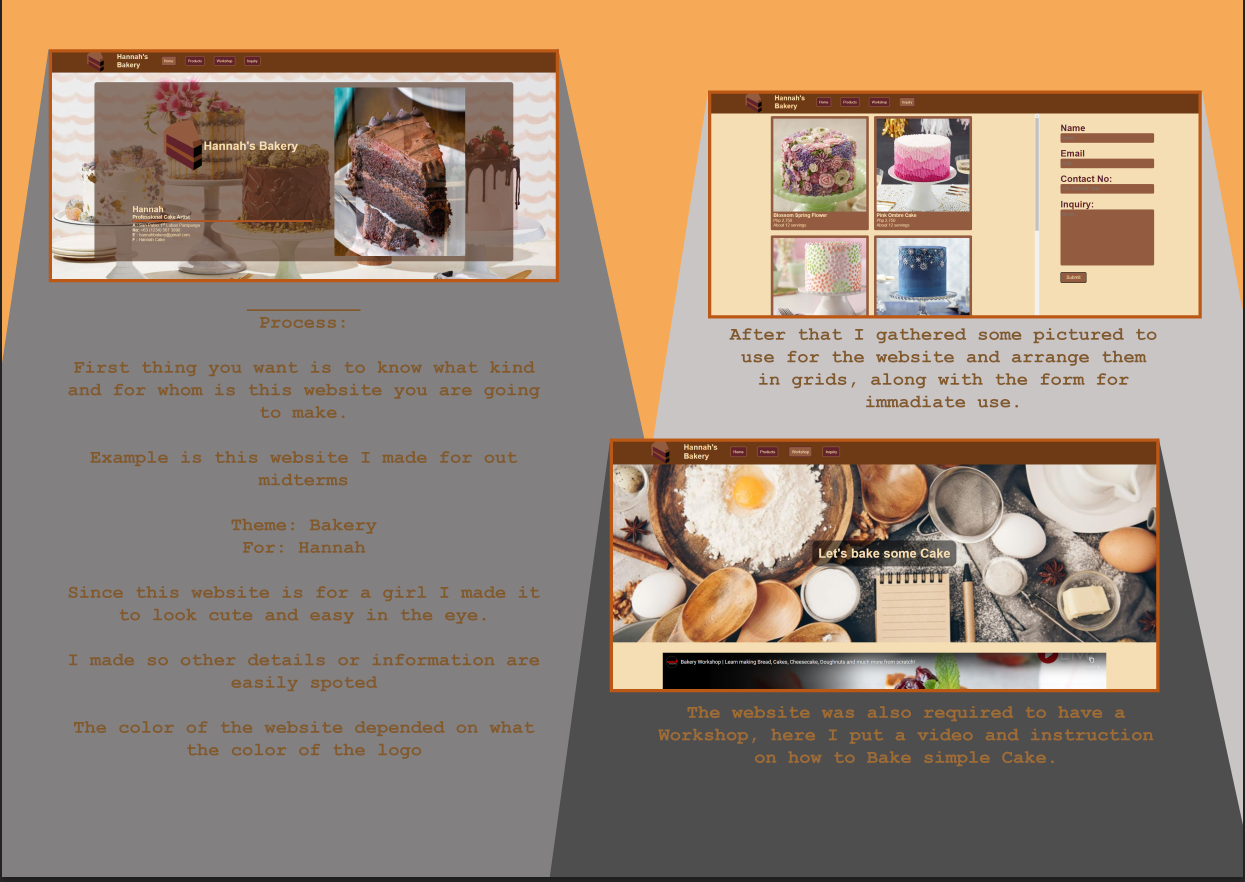 Hannah's
Bakery
Home
Products
Workshop
Inquiry
Hannah's Bakery
Hannah
Professional Cake Artist
Process:
First thing you want is to know what kind
and for whom is this website you are going
to make.
Example is this website I made for out
midterms
Theme: Bakery
For: Hannah
Since this website is for a girl I made it
to look cute and easy in the eye.
I made so other details or information are
easily spoted
The color of the website depended on what
the color of the logo
Hannah's
Bakery
Home
Products
Workshop
Inquiry
Blossom Spring Flower
Php 2,750
About 12 servings
Pink Ombre Cake
Php 2,750
About 12 servings
Name
Email
Contact No:
Inquiry:
Submit
After that I gathered some pictured to
use for the website and arrange them
in grids, along with the form for
immadiate use.
Hannah's
Bakery
Home
Products
Workshop
Inquiry
Let's bake some Cake
Bakery Workshop | Learn making Bread, Cakes, Cheesecake, Doughnuts and much more from scratch!
The website was also required to have a
Workshop, here I put a video and instruction
on how to Bake simple Cake.